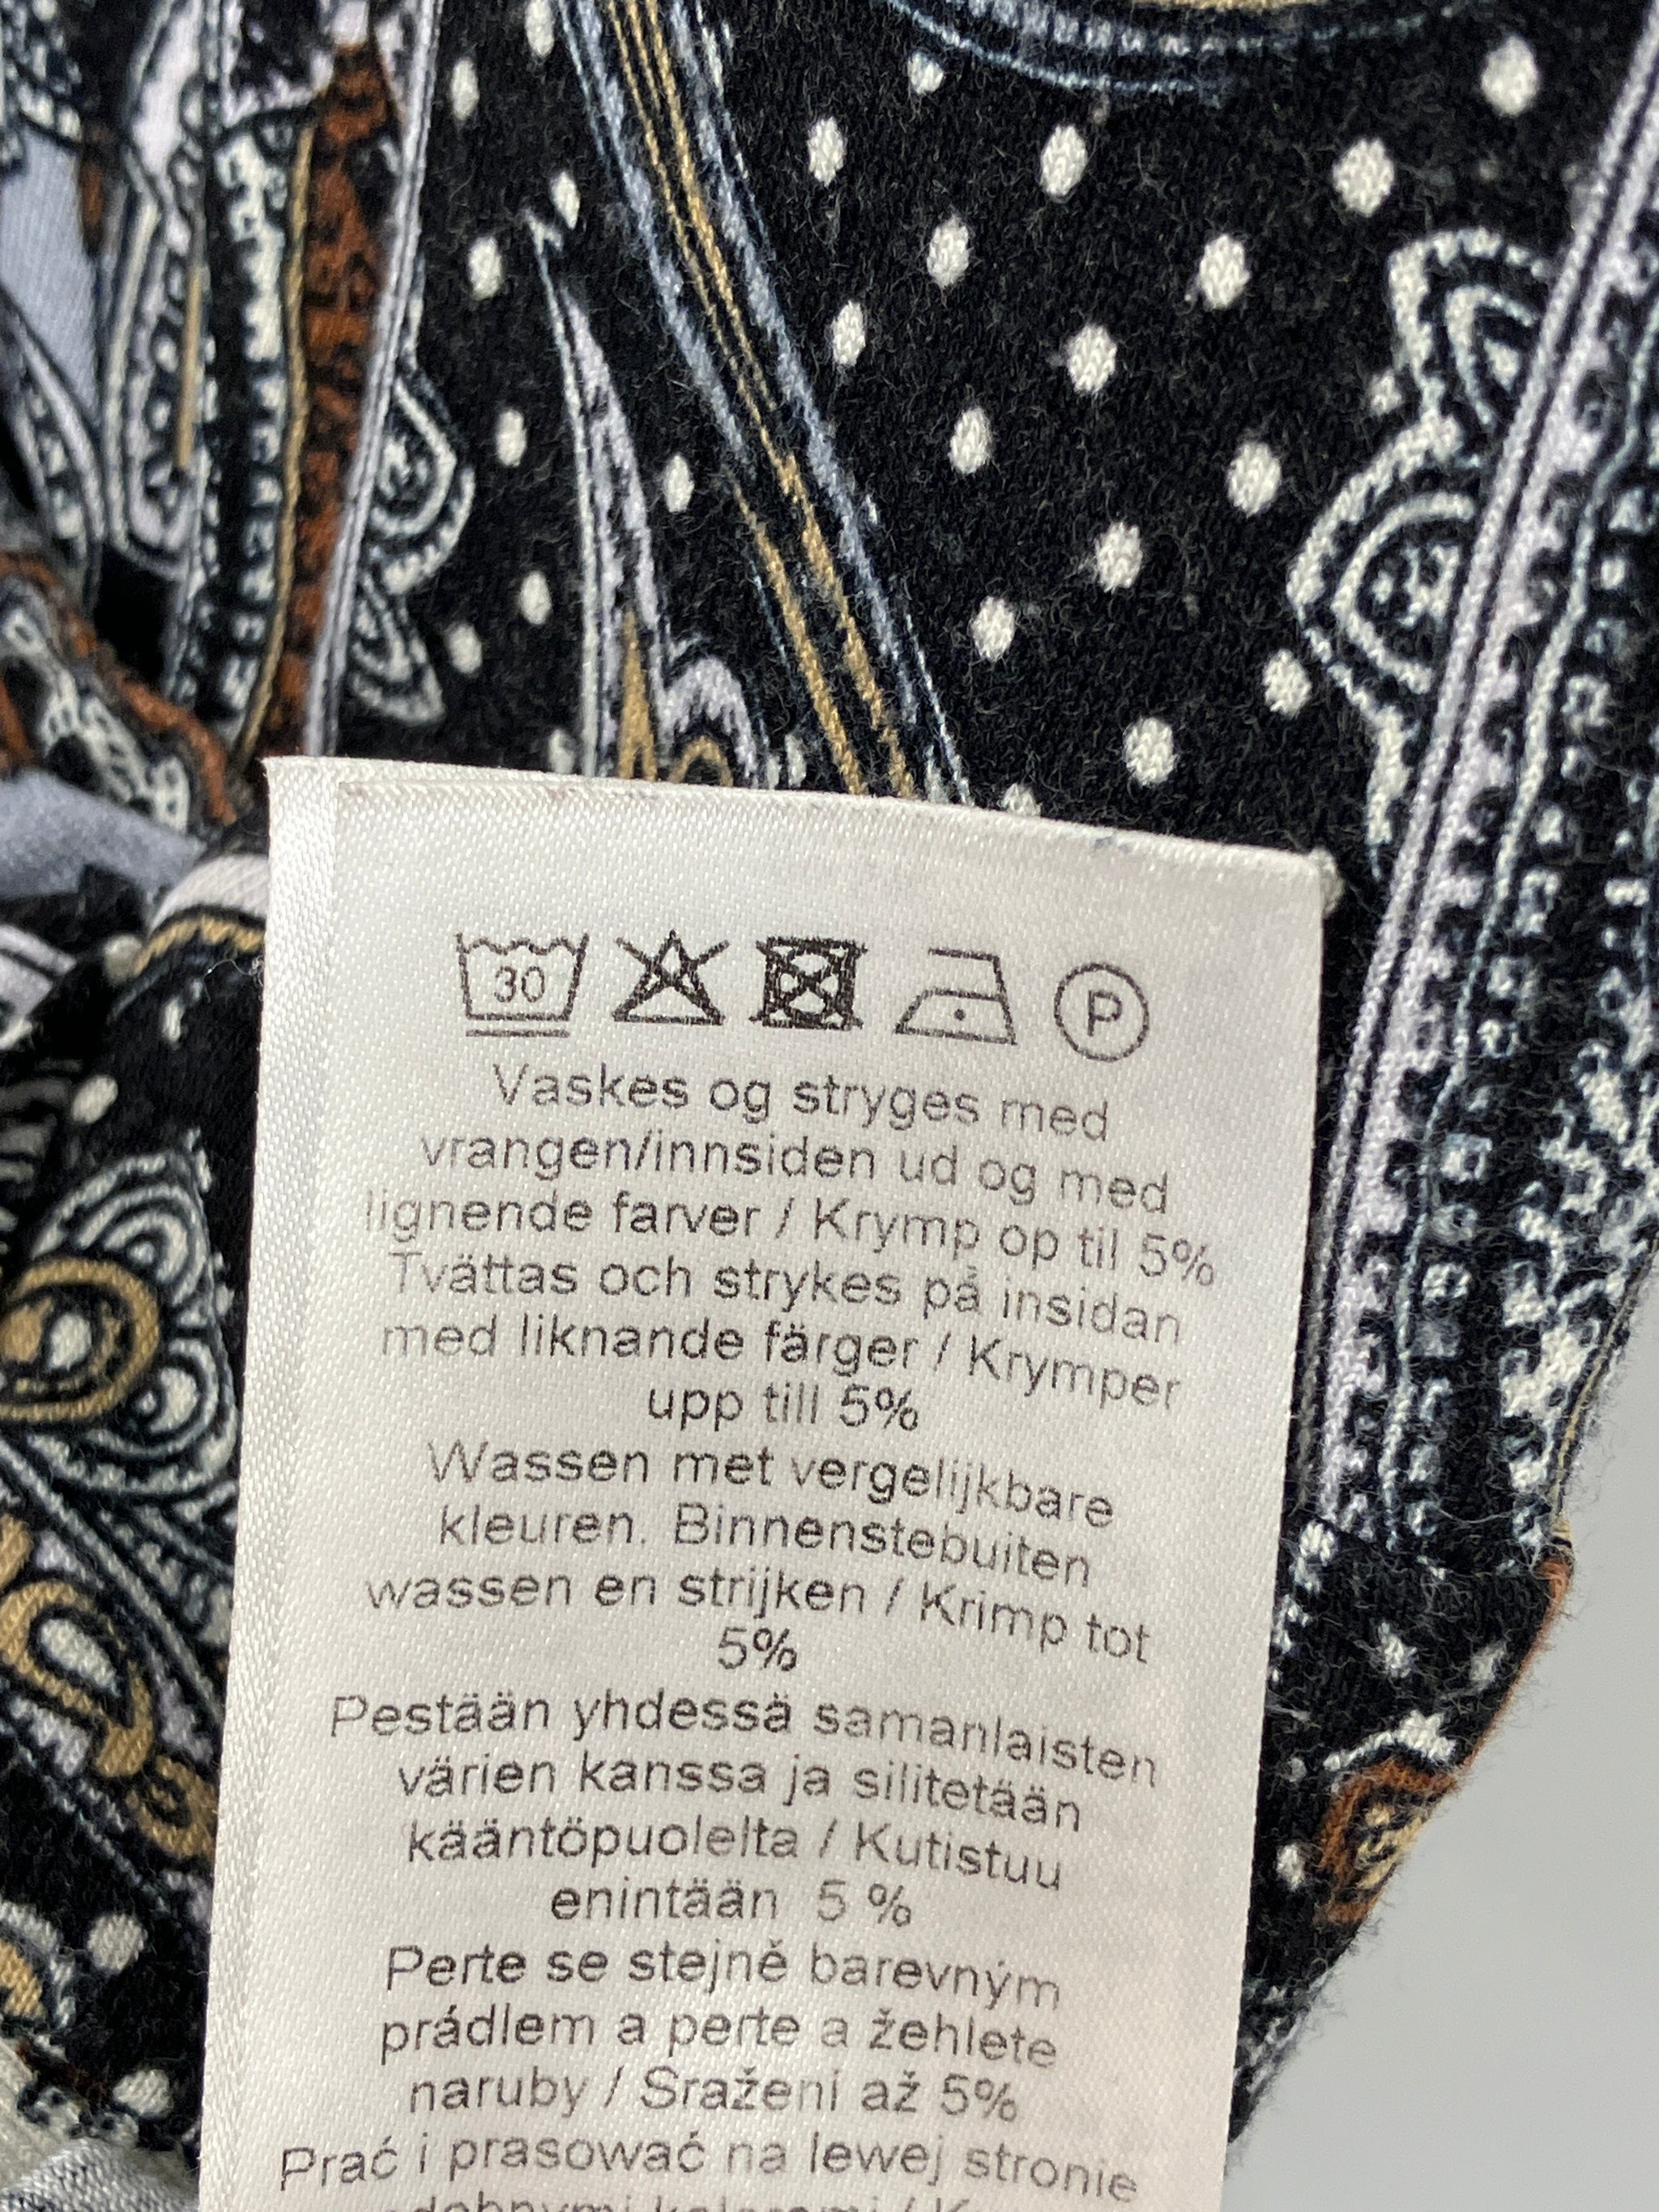 30 P
Vaskes og stryges med
vrangen/innsiden ud og med
lignende farver / Krymp op til 5%
Tvättas och strykes på insidan
med liknande färger / Krymper
upp till 5%
Wassen met vergelijkbare
kleuren. Binnenstebuiten
wassen en strijken / Krimp tot
5%
Pestään yhdessä samanlaisten
värien kanssa ja silitetään
kääntöpuolelta / Kutistuu
enintään 5 %
Perte se stejně barevným
prádlem a perte a žehlete
naruby / Sražení až 5%
Prać i prasować na lewej stronie